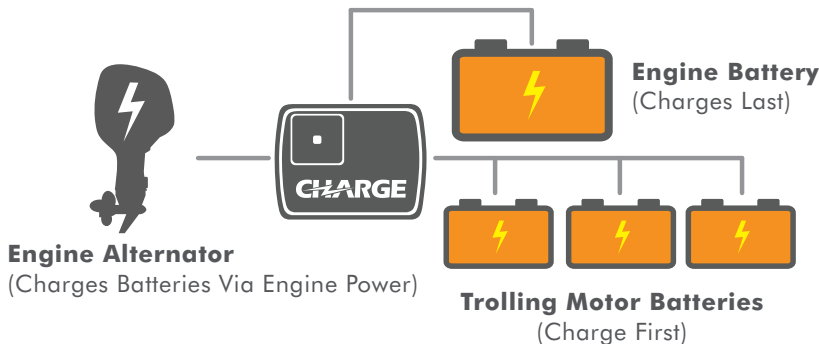 Engine Battery
(Charges Last)
CHARGE
Engine Alternator
(Charges Batteries Via Engine Power)
Trolling Motor Batteries
(Charge First)